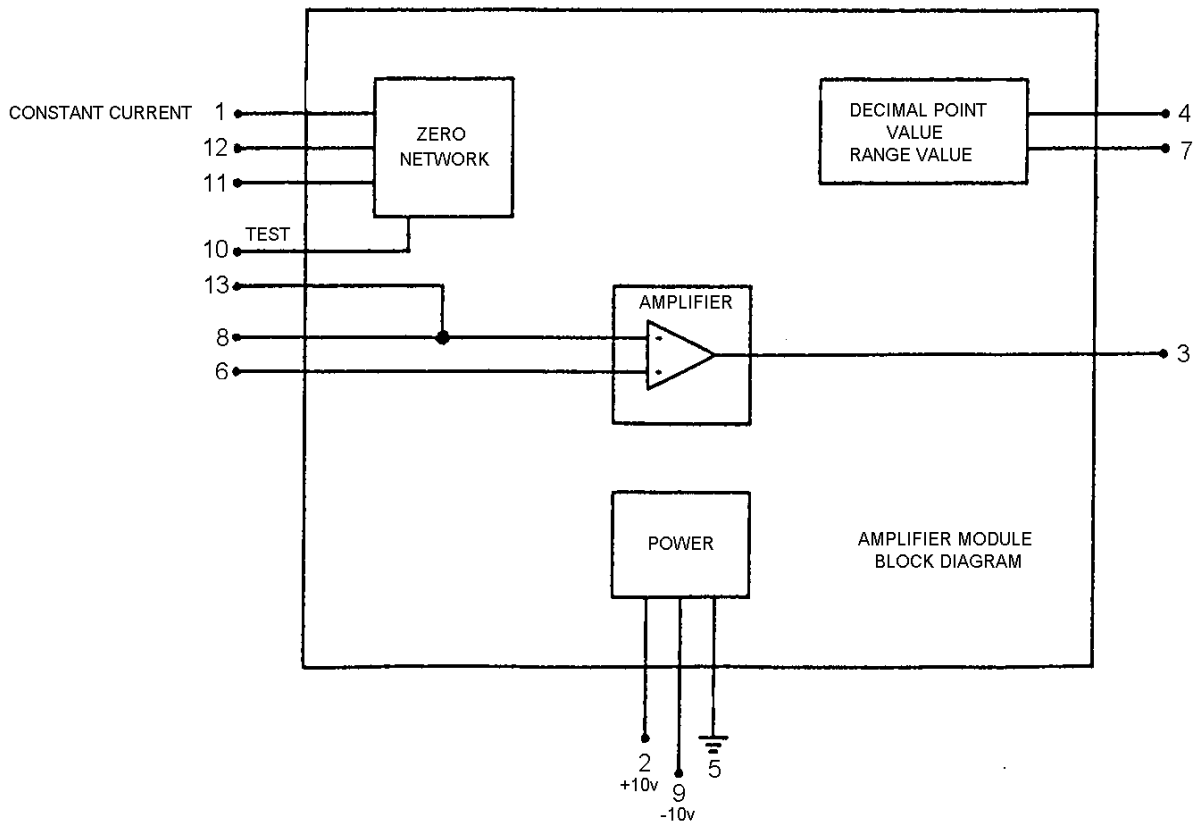 CONSTANT CURRENT 1
12
11
10 TEST
13
8
6
ZERO
NETWORK
DECIMAL POINT
VALUE
RANGE VALUE
4
7
AMPLIFIER
3
POWER
AMPLIFIER MODULE
BLOCK DIAGRAM
2
+10v
9
-10v
5